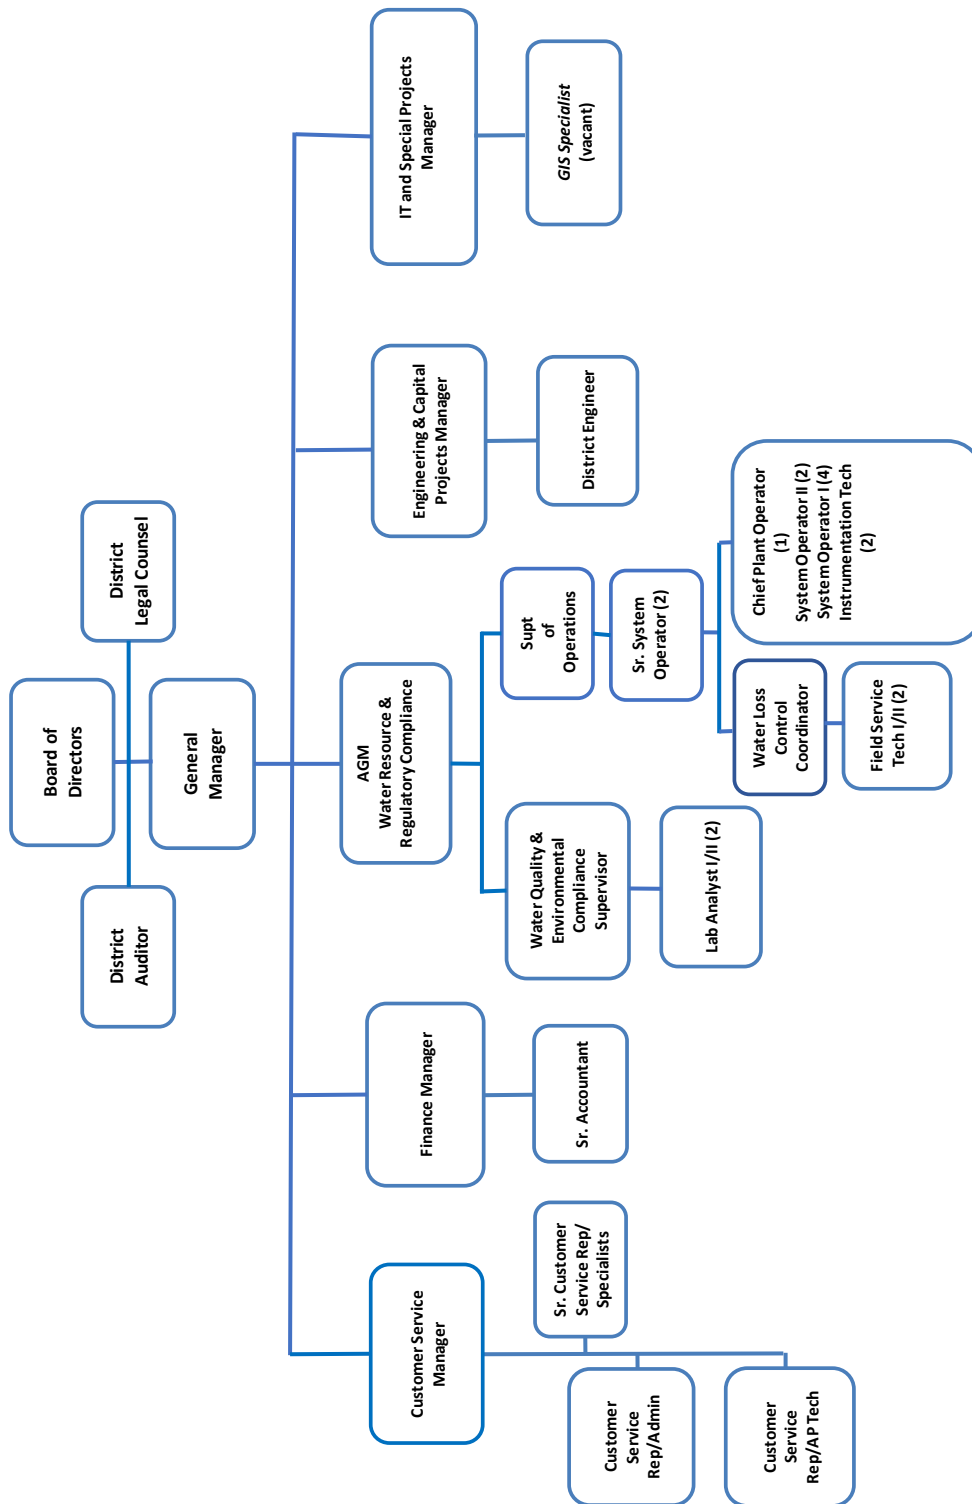 Board of
Directors
District
Auditor
District
Legal Counsel
General
Manager
Customer Service
Manager
Finance Manager
AGM
Water Resource &
Regulatory Compliance
Engineering & Capital
Projects Manager
IT and Special Projects
Manager
Sr. Customer
Service Rep/
Specialists
Customer
Service
Rep/Admin
Customer
Service
Rep/AP Tech
Sr. Accountant
Water Quality &
Environmental
Compliance
Supervisor
Lab Analyst I/II (2)
Supt
of
Operations
Sr. System
Operator (2)
Water Loss
Control
Coordinator
Field Service
Tech I/II (2)
Chief Plant Operator
(1)
System Operator II (2)
System Operator I (4)
Instrumentation Tech
(2)
District Engineer
GIS Specialist
(vacant)